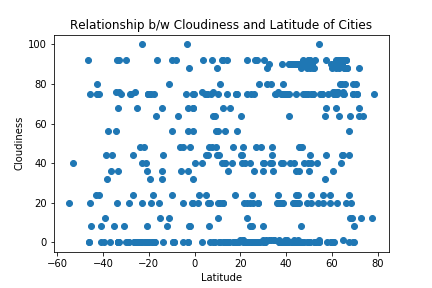 Relationship b/w Cloudiness and Latitude of Cities
100
80
60
40
20
0
Cloudiness
−60 −40 −20 0 20 40 60 80
Latitude